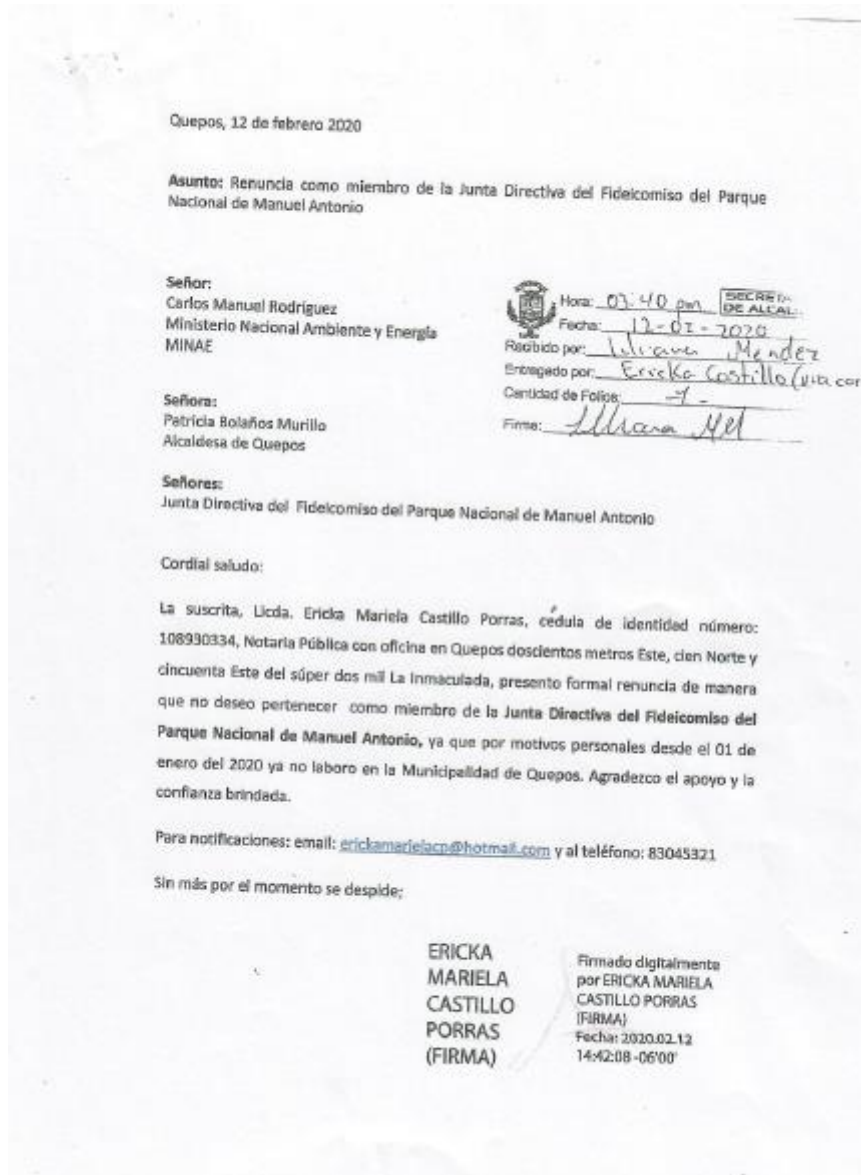 Quepos, 12 de febrero 2020
Asunto: Renuncia como miembro de la Junta Directiva del Fideicomiso del Parque
Nacional de Manuel Antonio
Señor:
Carlos Manuel Rodríguez
Ministerio Nacional Ambiente y Energía
MINAE
Señora:
Patricia Bolaños Murillo
Alcaldesa de Quepos
SECRETA
DE ALCAL
Hora: 03:40 pm
Fecha: 12-02-2020
Recibido por: Liliana Mendez
Entregado por: Ericka Castillo (via cor
Cantidad de Folios: -1-
Firma:
Señores:
Junta Directiva del Fideicomiso del Parque Nacional de Manuel Antonio
Cordial saludo:
La suscrita, Licda. Ericka Mariela Castillo Porras, cédula de identidad número:
108930334, Notaria Pública con oficina en Quepos doscientos metros Este, cien Norte y
cincuenta Este del súper dos mil La Inmaculada, presento formal renuncia de manera
que no deseo pertenecer como miembro de la Junta Directiva del Fideicomiso del
Parque Nacional de Manuel Antonio, ya que por motivos personales desde el 01 de
enero del 2020 ya no laboro en la Municipalidad de Quepos. Agradezco el apoyo y la
confianza brindada.
Para notificaciones: email: erickamarielacp@hotmail.com y al teléfono: 83045321
Sin más por el momento se despide;
ERICKA
MARIELA
CASTILLO
PORRAS
(FIRMA)
Firmado digitalmente
por ERICKA MARIELA
CASTILLO PORRAS
(FIRMA)
Fecha: 2020.02.12
14:42:08 -06'00'